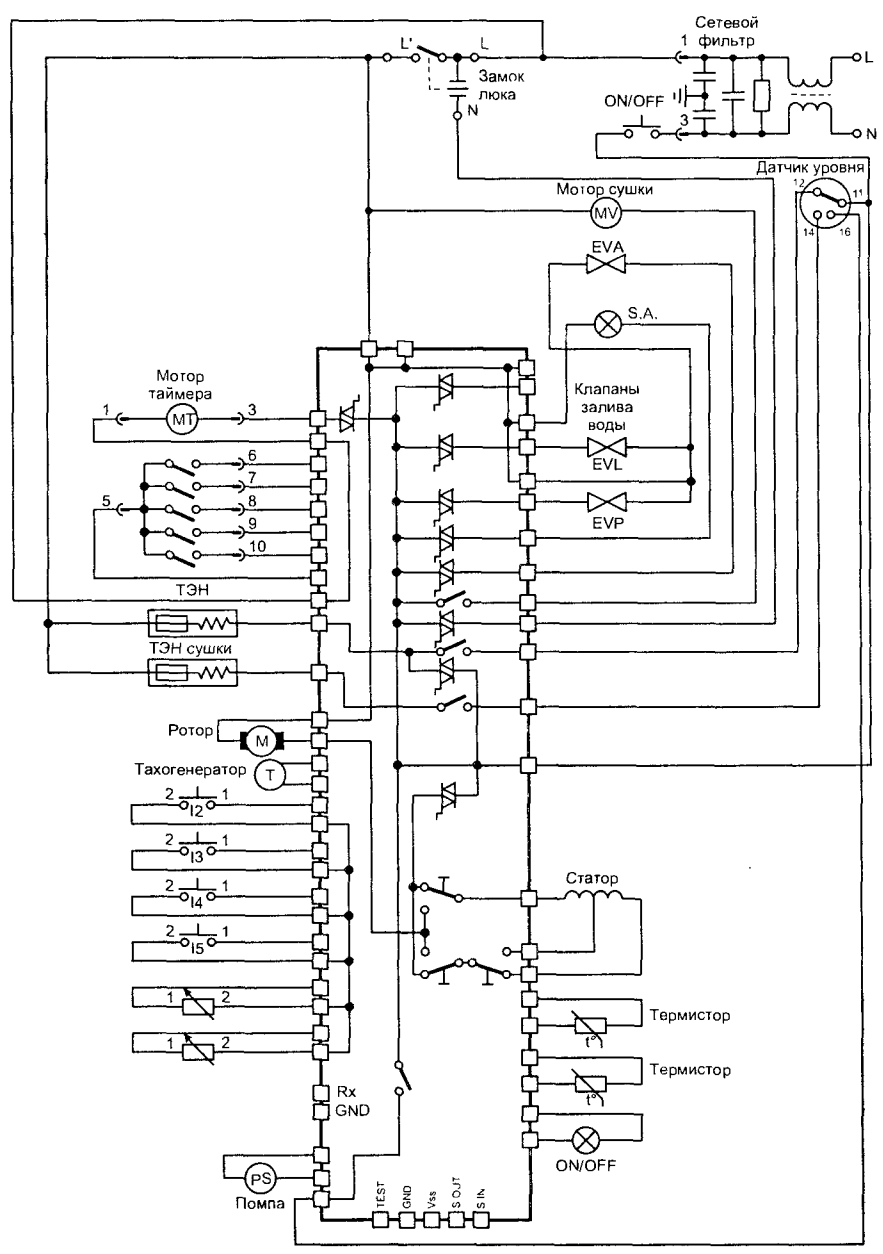 Сетевой
фильтр
1
L' L
L
Замок
люка
ON/OFF
N
3
N
Датчик уровня
12
11
Мотор сушки
MV
14
16
EVA
S.A.
Мотор
таймера
Клапаны
залива
воды
1
MT
3
EVL
6
7
5
8
EVP
9
10
ТЭН
ТЭН сушки
Ротор
M
Тахогенератор
T
2 1
I2
2 1
I3
Статор
2 1
I4
2 1
I5
1 2
Термистор
t°
1 2
Термистор
t°
Rx
GND
ON/OFF
PS
Помпа
TEST
GND
Vss
S OUT
S IN